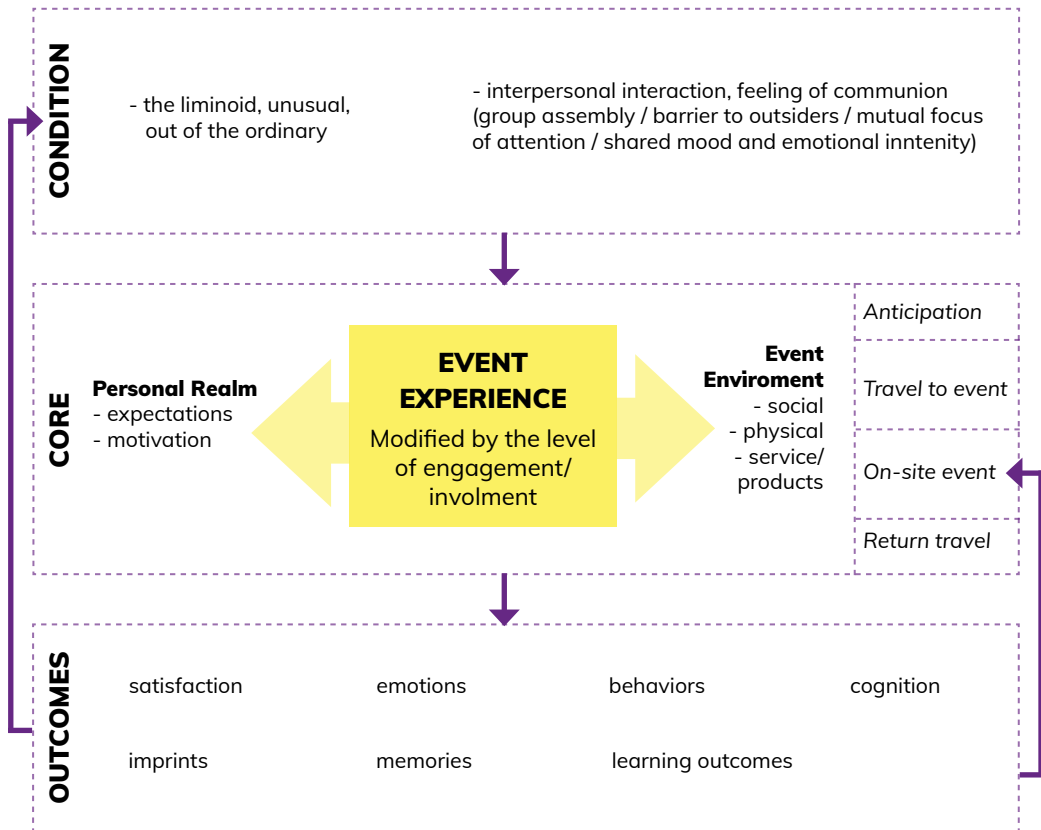 CONDITION
- the liminoid, unusual,
out of the ordinary
- interpersonal interaction, feeling of communion
(group assembly / barrier to outsiders / mutual focus
of attention / shared mood and emotional inntenity)
CORE
Personal Realm
- expectations
- motivation
EVENT
EXPERIENCE
Modified by the level
of engagement/
involment
Event
Enviroment
- social
- physical
- service/
products
Anticipation
Travel to event
On-site event
Return travel
OUTCOMES
satisfaction
emotions
behaviors
cognition
imprints
memories
learning outcomes